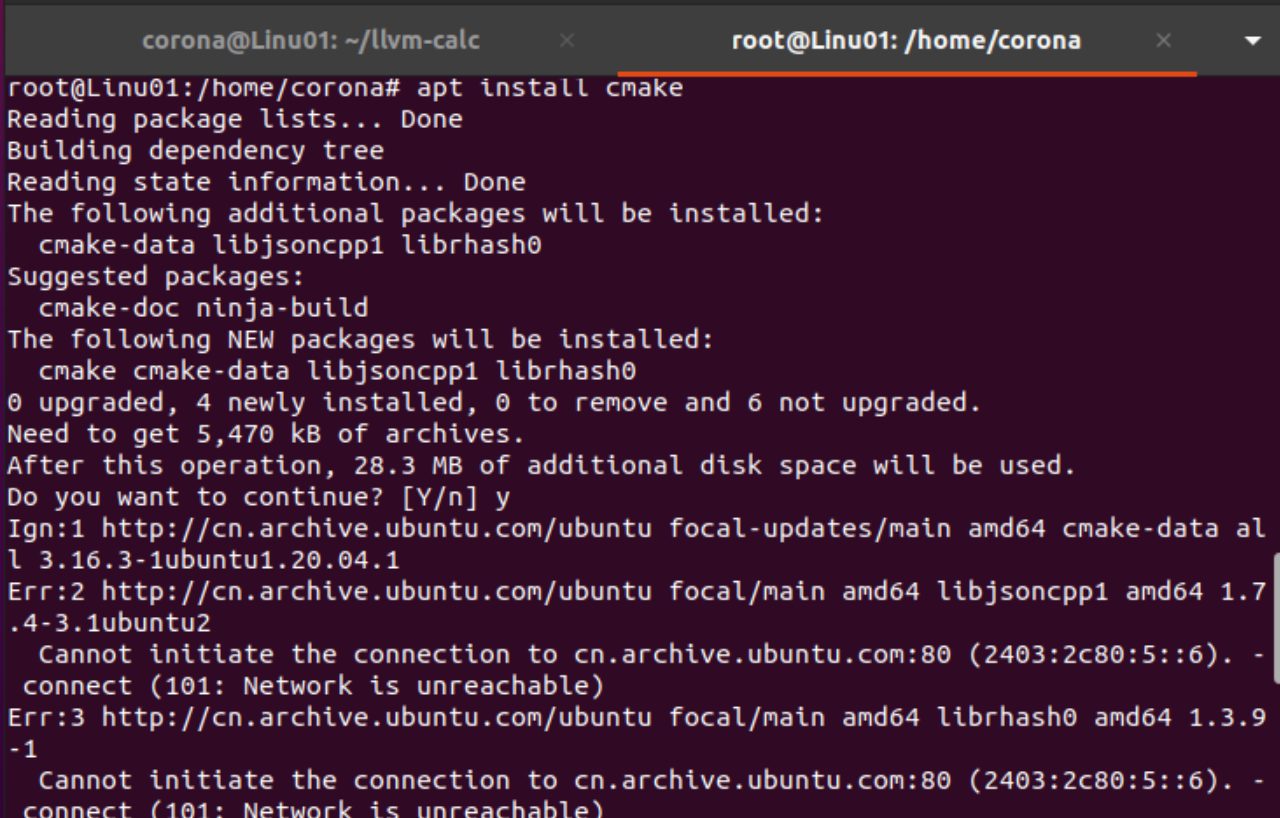 corona@Linu01: ~/llvm-calc
root@Linu01: /home/corona
root@Linu01:/home/corona# apt install cmake
Reading package lists... Done
Building dependency tree
Reading state information... Done
The following additional packages will be installed:
  cmake-data libjsoncpp1 librhash0
Suggested packages:
  cmake-doc ninja-build
The following NEW packages will be installed:
  cmake cmake-data libjsoncpp1 librhash0
0 upgraded, 4 newly installed, 0 to remove and 6 not upgraded.
Need to get 5,470 kB of archives.
After this operation, 28.3 MB of additional disk space will be used.
Do you want to continue? [Y/n] y
Ign:1 http://cn.archive.ubuntu.com/ubuntu focal-updates/main amd64 cmake-data al
l 3.16.3-1ubuntu1.20.04.1
Err:2 http://cn.archive.ubuntu.com/ubuntu focal/main amd64 libjsoncpp1 amd64 1.7
.4-3.1ubuntu2
  Cannot initiate the connection to cn.archive.ubuntu.com:80 (2403:2c80:5::6). -
 connect (101: Network is unreachable)
Err:3 http://cn.archive.ubuntu.com/ubuntu focal/main amd64 librhash0 amd64 1.3.9
-1
  Cannot initiate the connection to cn.archive.ubuntu.com:80 (2403:2c80:5::6). -
 connect (101: Network is unreachable)